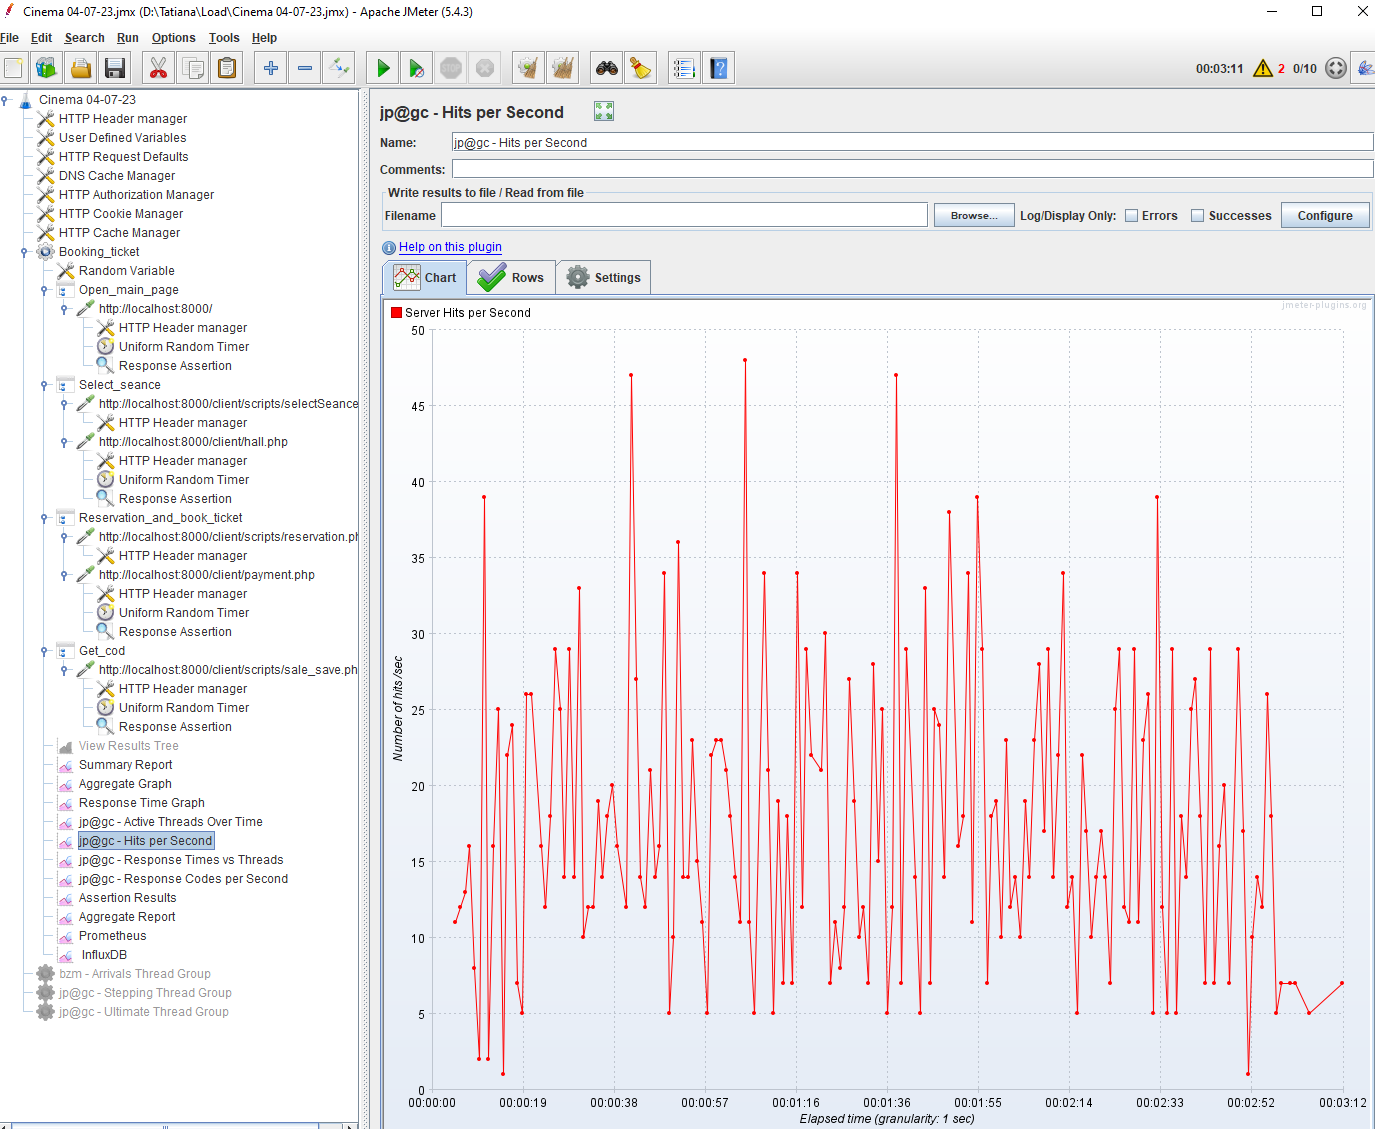 Cinema 04-07-23.jmx (D:\Tatiana\Load\Cinema 04-07-23.jmx) - Apache JMeter (5.4.3)
File Edit Search Run Options Tools Help
00:03:11 2 0/10
Cinema 04-07-23
HTTP Header manager
User Defined Variables
HTTP Request Defaults
DNS Cache Manager
HTTP Authorization Manager
HTTP Cookie Manager
HTTP Cache Manager
Booking_ticket
Random Variable
Open_main_page
http://localhost:8000/
HTTP Header manager
Uniform Random Timer
Response Assertion
Select_seance
http://localhost:8000/client/scripts/selectSeance
HTTP Header manager
http://localhost:8000/client/hall.php
HTTP Header manager
Uniform Random Timer
Response Assertion
Reservation_and_book_ticket
http://localhost:8000/client/scripts/reservation.ph
HTTP Header manager
http://localhost:8000/client/payment.php
HTTP Header manager
Uniform Random Timer
Response Assertion
Get_cod
http://localhost:8000/client/scripts/sale_save.ph
HTTP Header manager
Uniform Random Timer
Response Assertion
View Results Tree
Summary Report
Aggregate Graph
Response Time Graph
jp@gc - Active Threads Over Time
jp@gc - Hits per Second
jp@gc - Response Times vs Threads
jp@gc - Response Codes per Second
Assertion Results
Aggregate Report
Prometheus
InfluxDB
bzm - Arrivals Thread Group
jp@gc - Stepping Thread Group
jp@gc - Ultimate Thread Group
jp@gc - Hits per Second
Name: jp@gc - Hits per Second
Comments:
Write results to file / Read from file
Filename Browse... Log/Display Only: Errors Successes Configure
Help on this plugin
Chart Rows Settings
jmeter-plugins.org
Server Hits per Second
50
45
40
35
30
25
20
15
10
5
0
Number of hits /sec
00:00:00 00:00:19 00:00:38 00:00:57 00:01:16 00:01:36 00:01:55 00:02:14 00:02:33 00:02:52 00:03:12
Elapsed time (granularity: 1 sec)